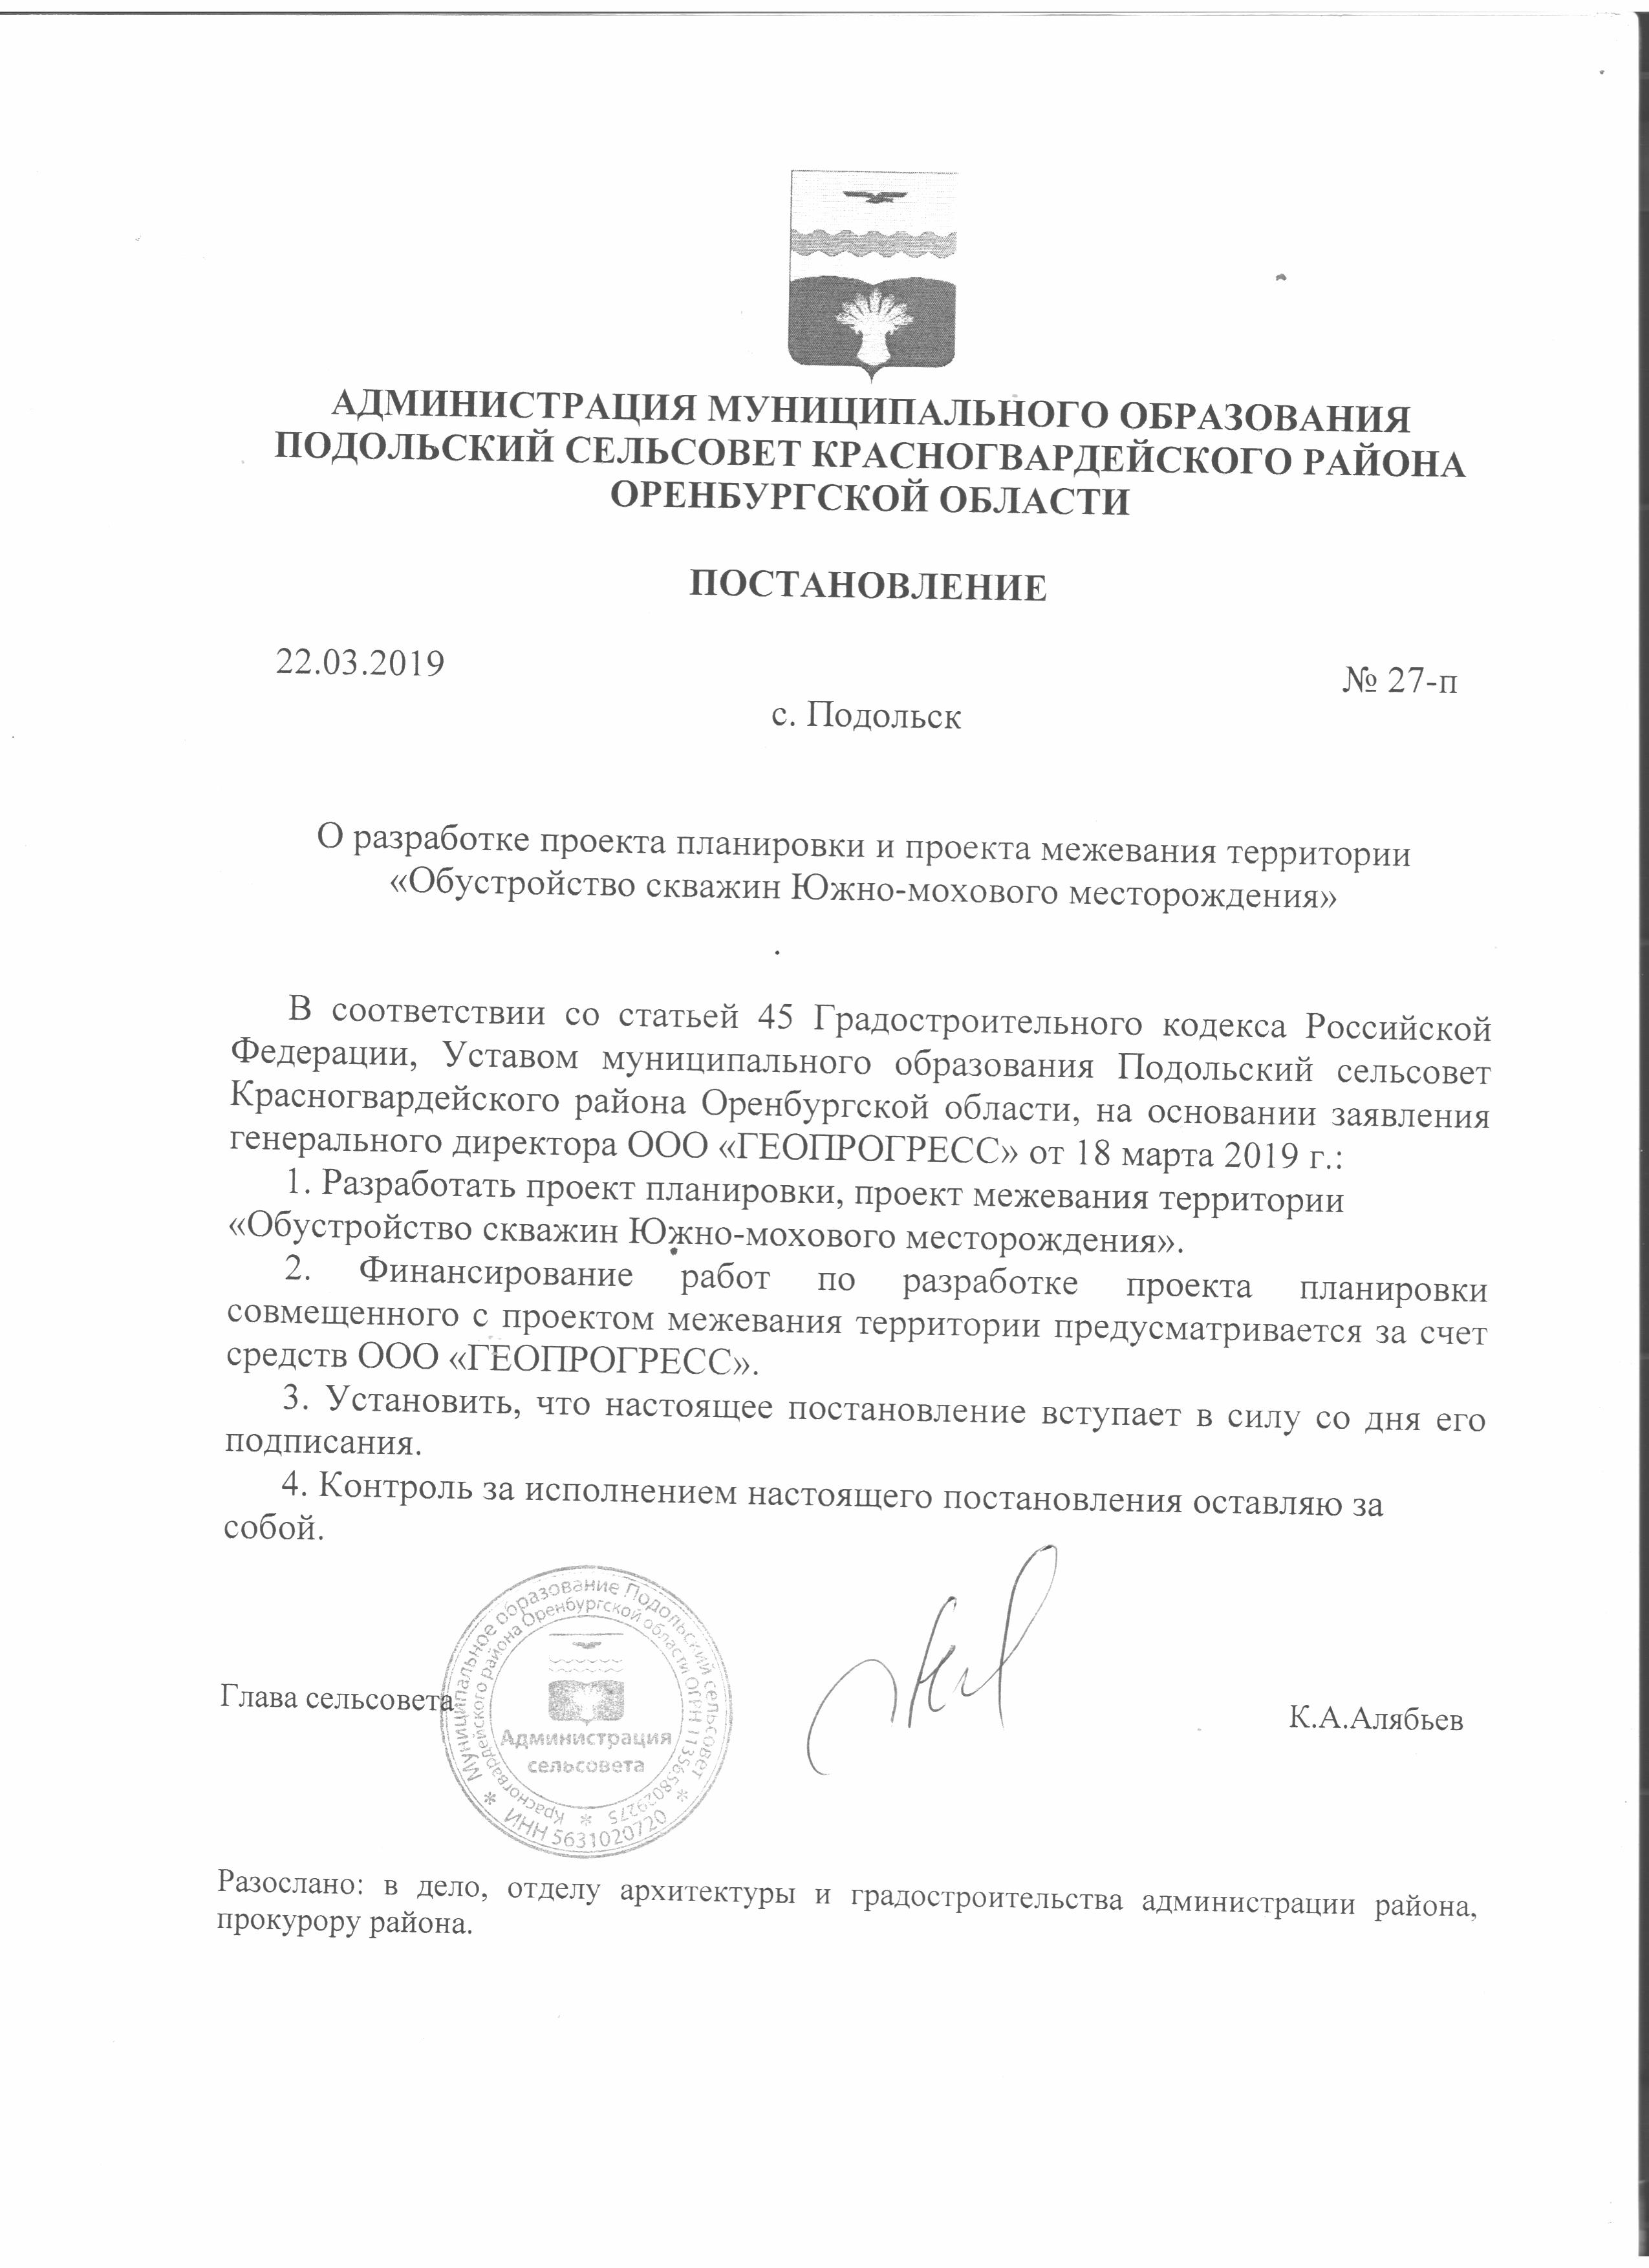 АДМИНИСТРАЦИЯ МУНИЦИПАЛЬНОГО ОБРАЗОВАНИЯ
ПОДОЛЬСКИЙ СЕЛЬСОВЕТ КРАСНОГВАРДЕЙСКОГО РАЙОНА
ОРЕНБУРГСКОЙ ОБЛАСТИ
ПОСТАНОВЛЕНИЕ
22.03.2019 № 27-п
с. Подольск
О разработке проекта планировки и проекта межевания территории
«Обустройство скважин Южно-мохового месторождения»
.
В соответствии со статьей 45 Градостроительного кодекса Российской
Федерации, Уставом муниципального образования Подольский сельсовет
Красногвардейского района Оренбургской области, на основании заявления
генерального директора ООО «ГЕОПРОГРЕСС» от 18 марта 2019 г.:
1. Разработать проект планировки, проект межевания территории
«Обустройство скважин Южно-мохового месторождения».
2. Финансирование работ по разработке проекта планировки
совмещенного с проектом межевания территории предусматривается за счет
средств ООО «ГЕОПРОГРЕСС».
3. Установить, что настоящее постановление вступает в силу со дня его
подписания.
4. Контроль за исполнением настоящего постановления оставляю за
собой.
Глава сельсовета К.А.Алябьев
Муниципальное образование Подольский сельсовет
Красногвардейского района Оренбургской области ОГРН 1135658029275
Администрация
сельсовета
ИНН 5631020720
Разослано: в дело, отделу архитектуры и градостроительства администрации района,
прокурору района.